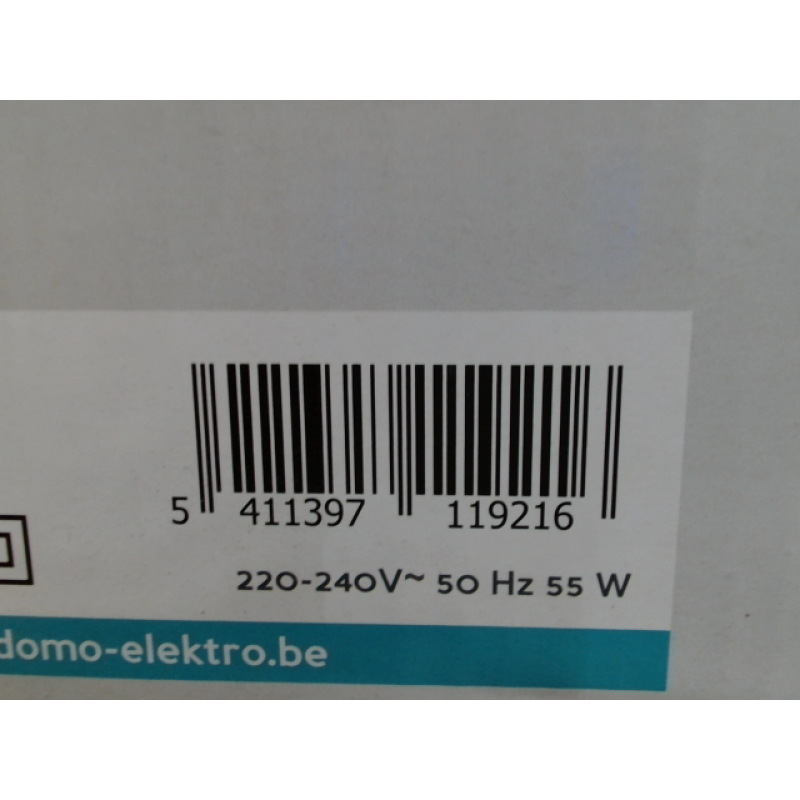 5 411397 119216
220-240V~ 50 Hz 55 W
domo-elektro.be